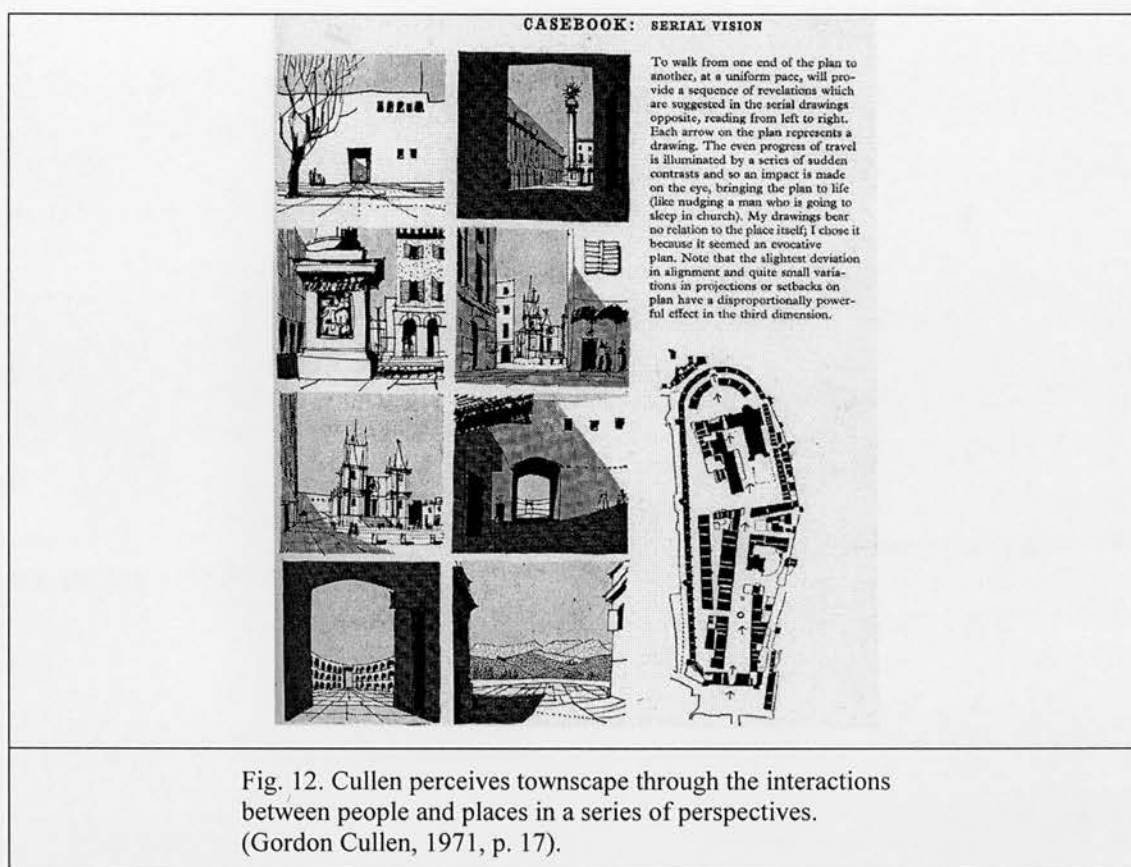 CASEBOOK: SERIAL VISION
To walk from one end of the plan to
another, at a uniform pace, will pro-
vide a sequence of revelations which
are suggested in the serial drawings
opposite, reading from left to right.
Each arrow on the plan represents a
drawing. The even progress of travel
is illuminated by a series of sudden
contrasts and so an impact is made
on the eye, bringing the plan to life
(like nudging a man who is going to
sleep in church). My drawings bear
no relation to the place itself; I chose it
because it seemed an evocative
plan. Note that the slightest deviation
in alignment and quite small varia-
tions in projections or setbacks on
plan have a disproportionally power-
ful effect in the third dimension.
Fig. 12. Cullen perceives townscape through the interactions
between people and places in a series of perspectives.
(Gordon Cullen, 1971, p. 17).